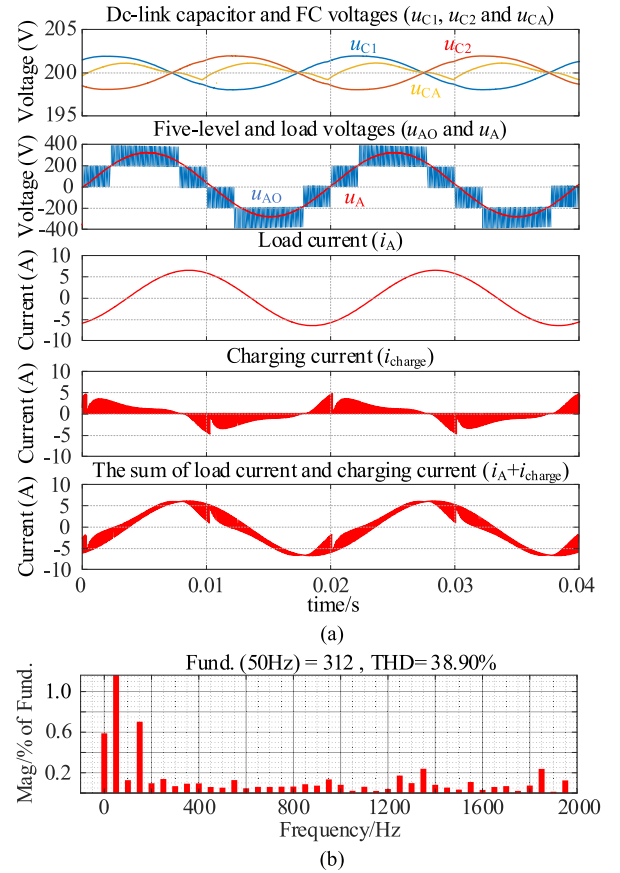 Dc-link capacitor and FC voltages (uC1, uC2 and uCA)
Voltage (V)
205
200
195
uC1
uC2
uCA
Five-level and load voltages (uAO and uA)
Voltage (V)
400
200
0
-200
-400
uAO
uA
Load current (iA)
Current (A)
10
5
0
-5
-10
Charging current (icharge)
Current (A)
10
5
0
-5
-10
The sum of load current and charging current (iA+icharge)
Current (A)
10
5
0
-5
-10
0 0.01 0.02 0.03 0.04
time/s
(a)
Fund. (50Hz) = 312 , THD=38.90%
Mag/% of Fund.
1.0
0.6
0.2
0 400 800 1200 1600 2000
Frequency/Hz
(b)